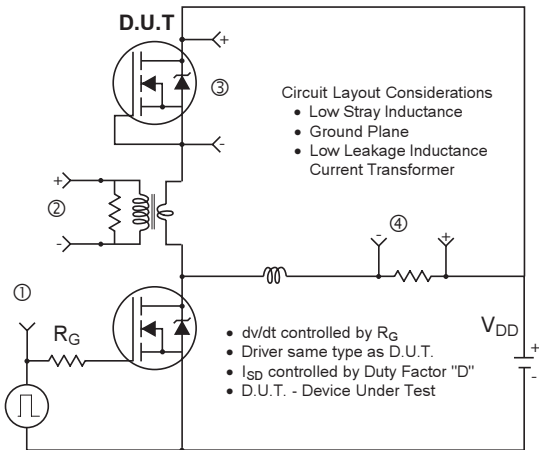 D.U.T
+
③
Circuit Layout Considerations
• Low Stray Inductance
• Ground Plane
• Low Leakage Inductance
Current Transformer
-
+
②
-
④
-
+
①
RG
VDD
+
-
• dv/dt controlled by RG
• Driver same type as D.U.T.
• ISD controlled by Duty Factor "D"
• D.U.T. - Device Under Test